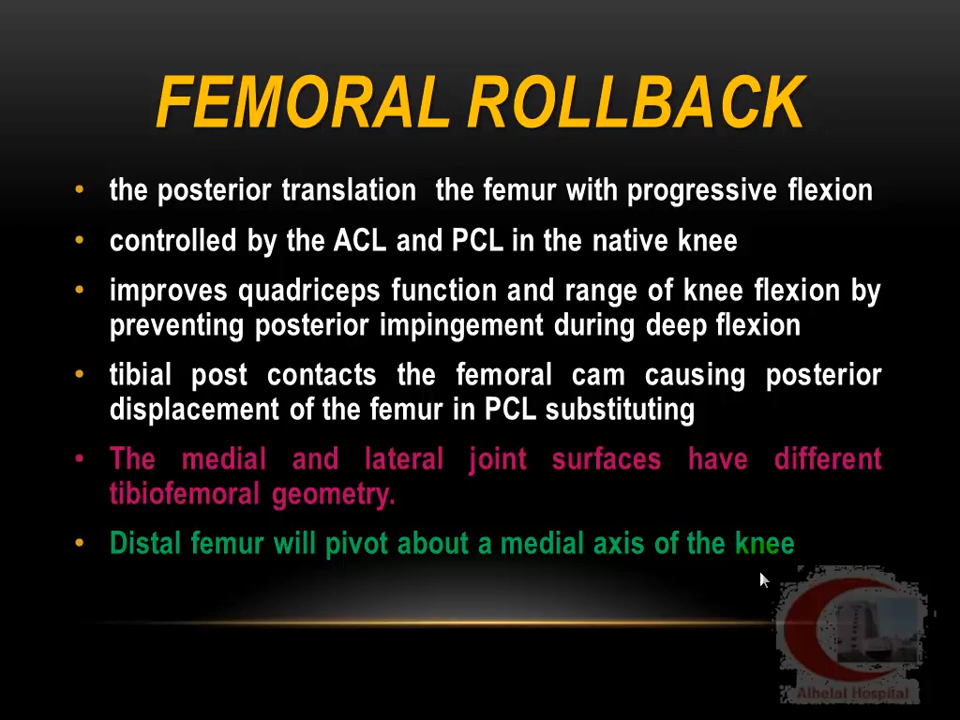 FEMORAL ROLLBACK
• the posterior translation the femur with progressive flexion
• controlled by the ACL and PCL in the native knee
• improves quadriceps function and range of knee flexion by
preventing posterior impingement during deep flexion
• tibial post contacts the femoral cam causing posterior
displacement of the femur in PCL substituting
• The medial and lateral joint surfaces have different
tibiofemoral geometry.
• Distal femur will pivot about a medial axis of the knee
Alhelal Hospital